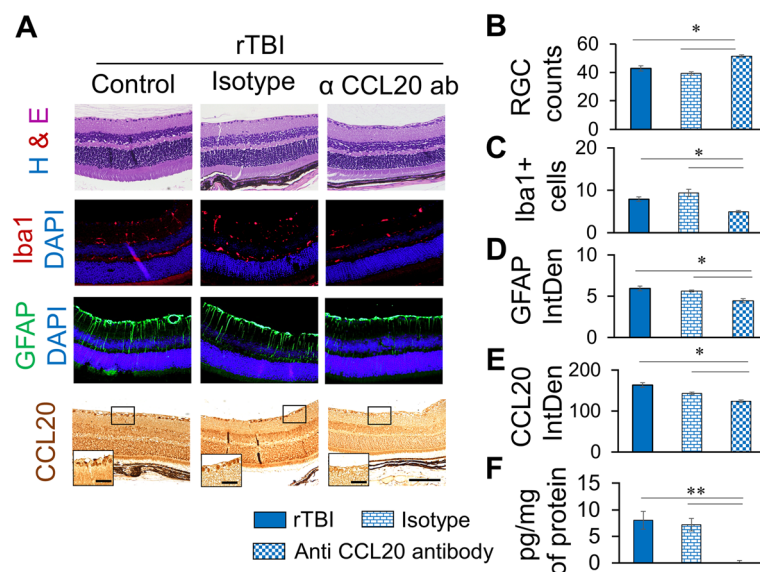 A
rTBI
Control
Isotype
α CCL20 ab
H & E
Iba1
DAPI
GFAP
DAPI
CCL20
B
RGC
counts
60
40
20
0
*
C
Iba1+
cells
20
10
0
*
D
GFAP
IntDen
10
5
0
*
E
CCL20
IntDen
200
100
0
*
F
pg/mg
of protein
15
10
5
0
**
rTBI
Isotype
Anti CCL20 antibody